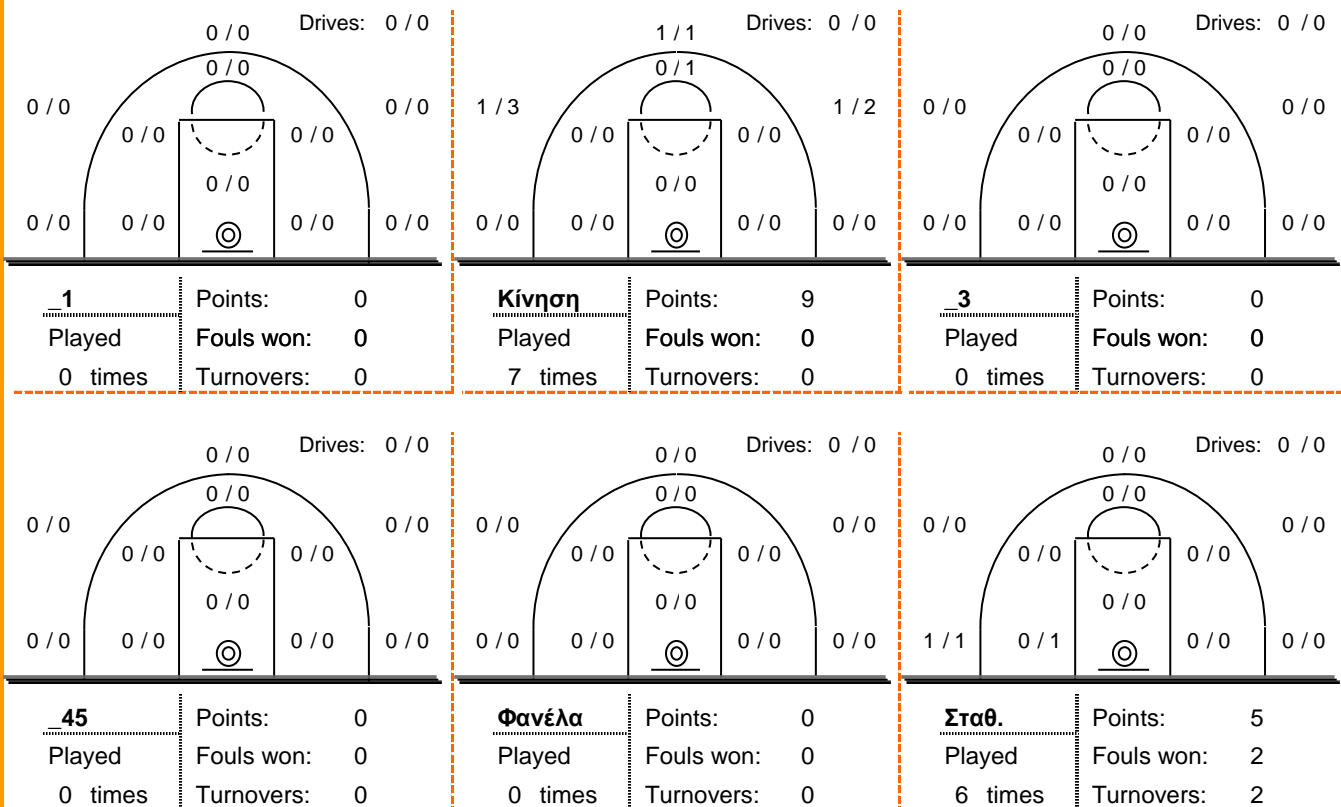 0 / 0 Drives: 0 / 0
0 / 0
0 / 0 0 / 0
0 / 0 0 / 0
0 / 0
0 / 0 0 / 0 0 / 0 0 / 0
_1 Points: 0
Played Fouls won: 0
0 times Turnovers: 0
1 / 1 Drives: 0 / 0
0 / 1
1 / 3 1 / 2
0 / 0 0 / 0
0 / 0
0 / 0 0 / 0 0 / 0 0 / 0
Κίνηση Points: 9
Played Fouls won: 0
7 times Turnovers: 0
0 / 0 Drives: 0 / 0
0 / 0
0 / 0 0 / 0
0 / 0 0 / 0
0 / 0
0 / 0 0 / 0 0 / 0 0 / 0
_3 Points: 0
Played Fouls won: 0
0 times Turnovers: 0
0 / 0 Drives: 0 / 0
0 / 0
0 / 0 0 / 0
0 / 0 0 / 0
0 / 0
0 / 0 0 / 0 0 / 0 0 / 0
_45 Points: 0
Played Fouls won: 0
0 times Turnovers: 0
0 / 0 Drives: 0 / 0
0 / 0
0 / 0 0 / 0
0 / 0 0 / 0
0 / 0
0 / 0 0 / 0 0 / 0 0 / 0
Φανέλα Points: 0
Played Fouls won: 0
0 times Turnovers: 0
0 / 0 Drives: 0 / 0
0 / 0
0 / 0 0 / 0
0 / 0 0 / 0
0 / 0
1 / 1 0 / 1 0 / 0 0 / 0
Σταθ. Points: 5
Played Fouls won: 2
6 times Turnovers: 2